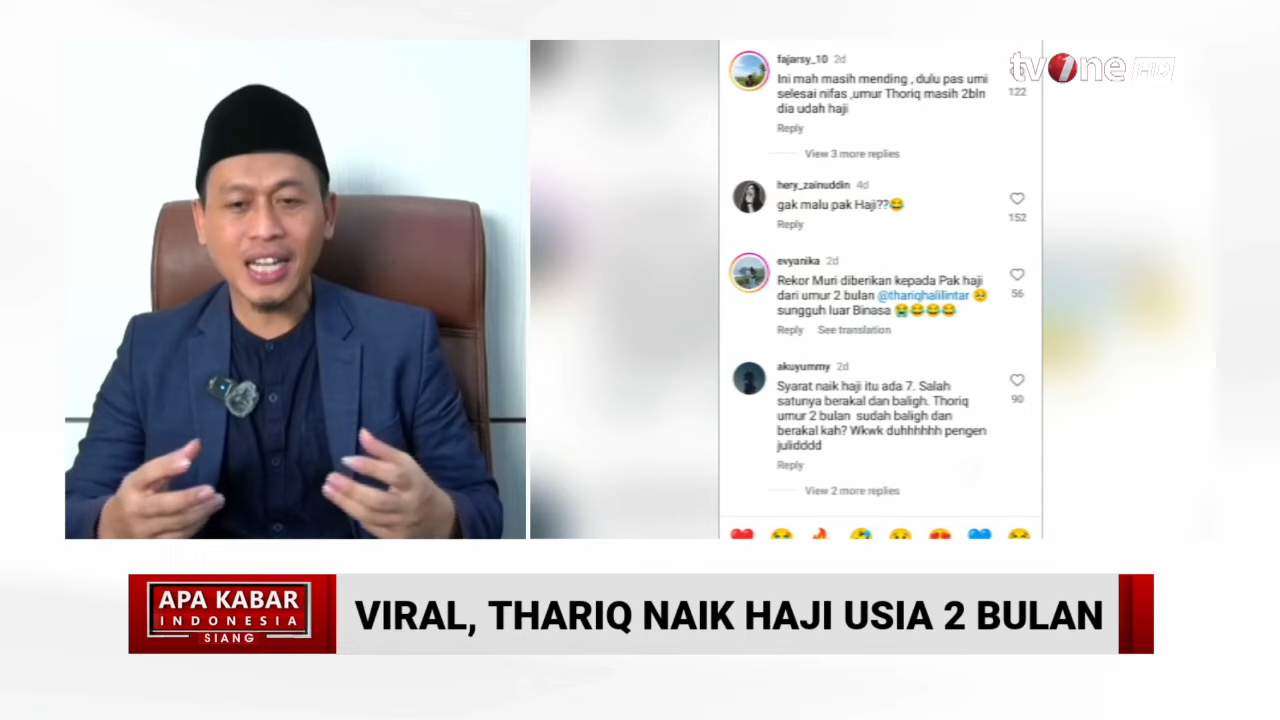 tvOne HD
fajarsy_10 2d
Ini mah masih mending , dulu pas umi
selesai nifas ,umur Thoriq masih 2bln
dia udah haji
122
Reply
View 3 more replies
hery_zainuddin 4d
gak malu pak Haji??😂
152
Reply
evyanika 2d
Rekor Muri diberikan kepada Pak haji
dari umur 2 bulan @thariqhalilintar 🥺
sungguh luar Binasa 😭😂😂😂
56
Reply See translation
akuyummy 2d
Syarat naik haji itu ada 7. Salah
satunya berakal dan baligh. Thoriq
umur 2 bulan sudah baligh dan
berakal kah? Wkwk duhhhhhh pengen
julidddd
90
Reply
View 2 more replies
APA KABAR
INDONESIA
SIANG
VIRAL, THARIQ NAIK HAJI USIA 2 BULAN